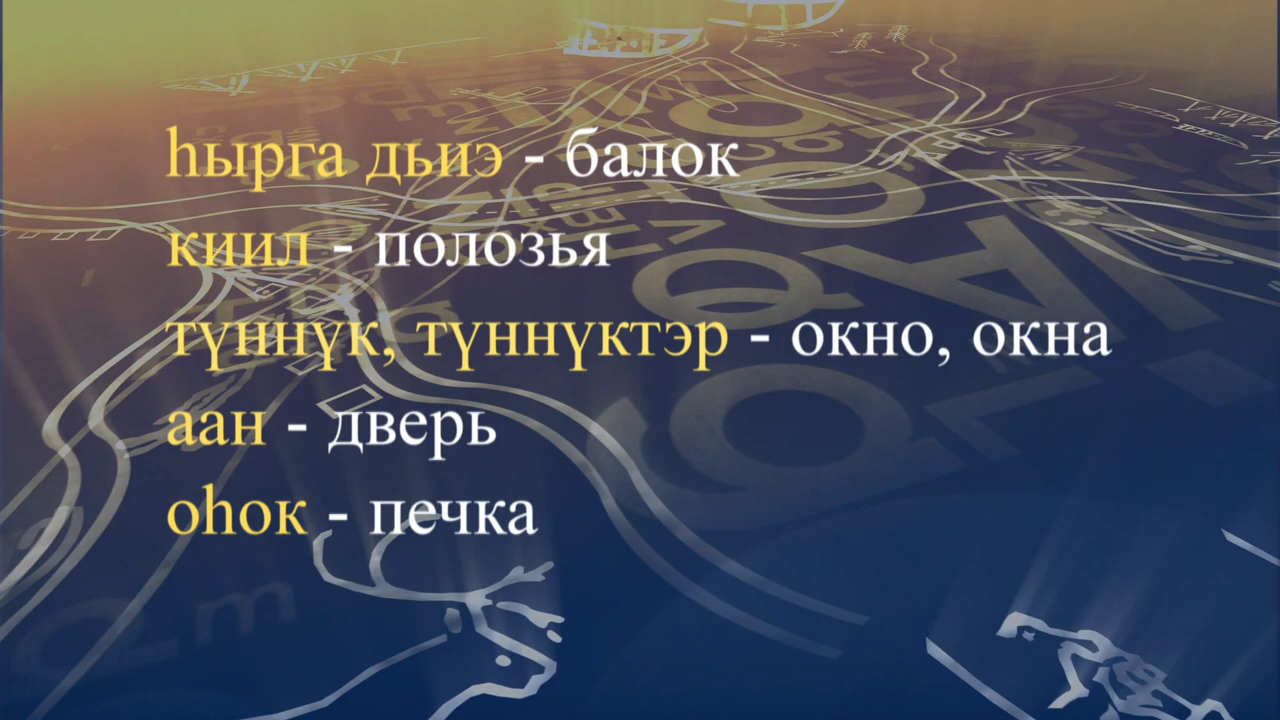 һырга дьиэ - балок
киил - полозья
түннүк, түннүктэр - окно, окна
аан - дверь
оһок - печка